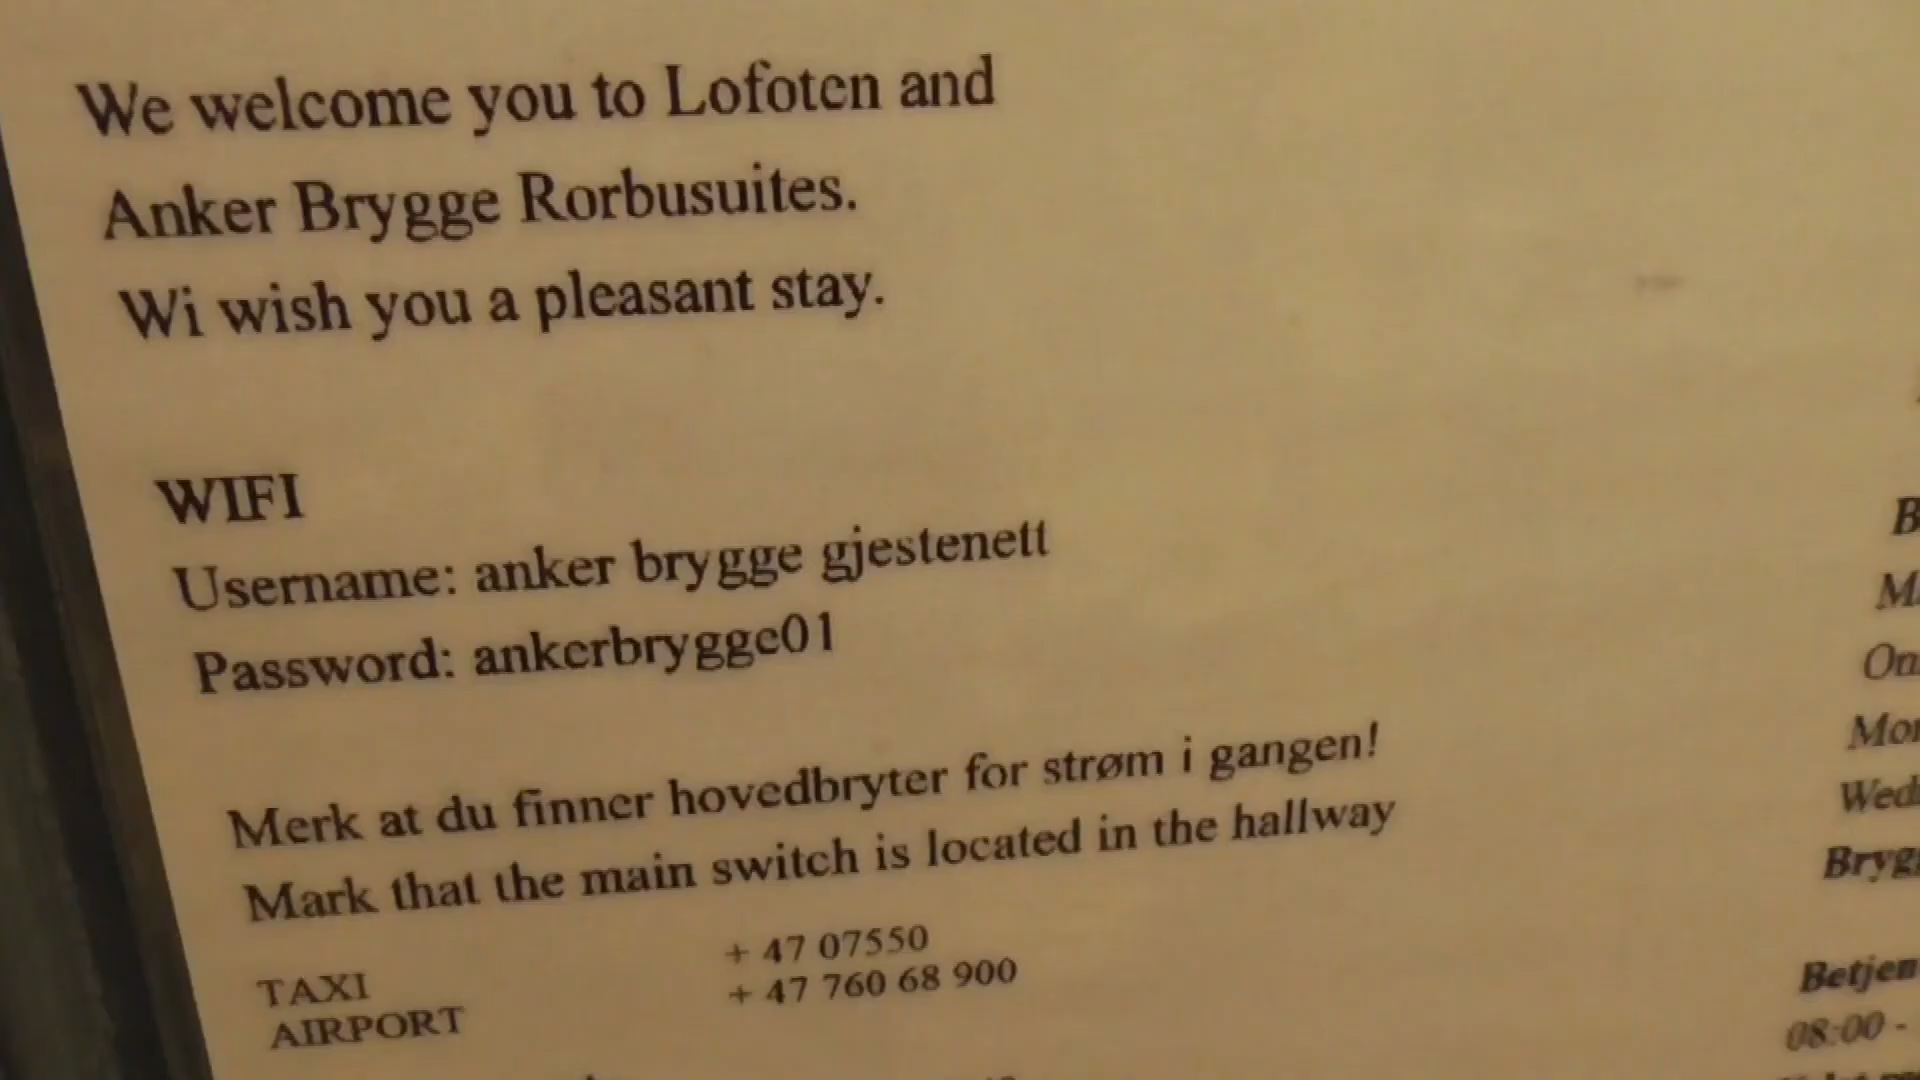 We welcome you to Lofoten and
Anker Brygge Rorbusuites.
Wi wish you a pleasant stay.
WIFI
Username: anker brygge gjestenett
Password: ankerbrygge01
Merk at du finner hovedbryter for strøm i gangen!
Mark that the main switch is located in the hallway
TAXI + 47 07550
AIRPORT + 47 760 68 900
08:00 -